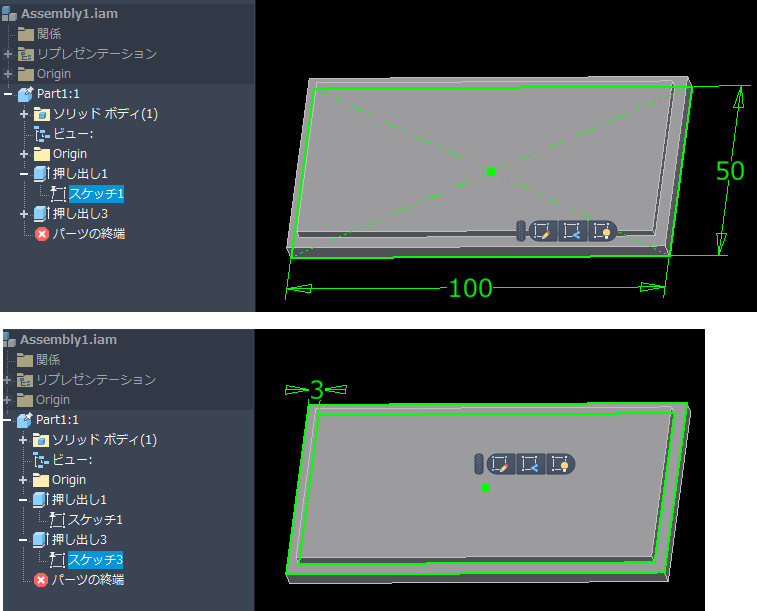 Assembly1.iam
関係
リプレゼンテーション
Origin
Part1:1
ソリッド ボディ(1)
ビュー:
Origin
押し出し1
スケッチ1
押し出し3
パーツの終端
50
100
Assembly1.iam
関係
リプレゼンテーション
Origin
Part1:1
ソリッド ボディ(1)
ビュー:
Origin
押し出し1
スケッチ1
押し出し3
スケッチ3
パーツの終端
3